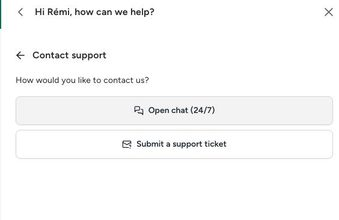 Hi Rémi, how can we help?
Contact support
How would you like to contact us?
Open chat (24/7)
Submit a support ticket